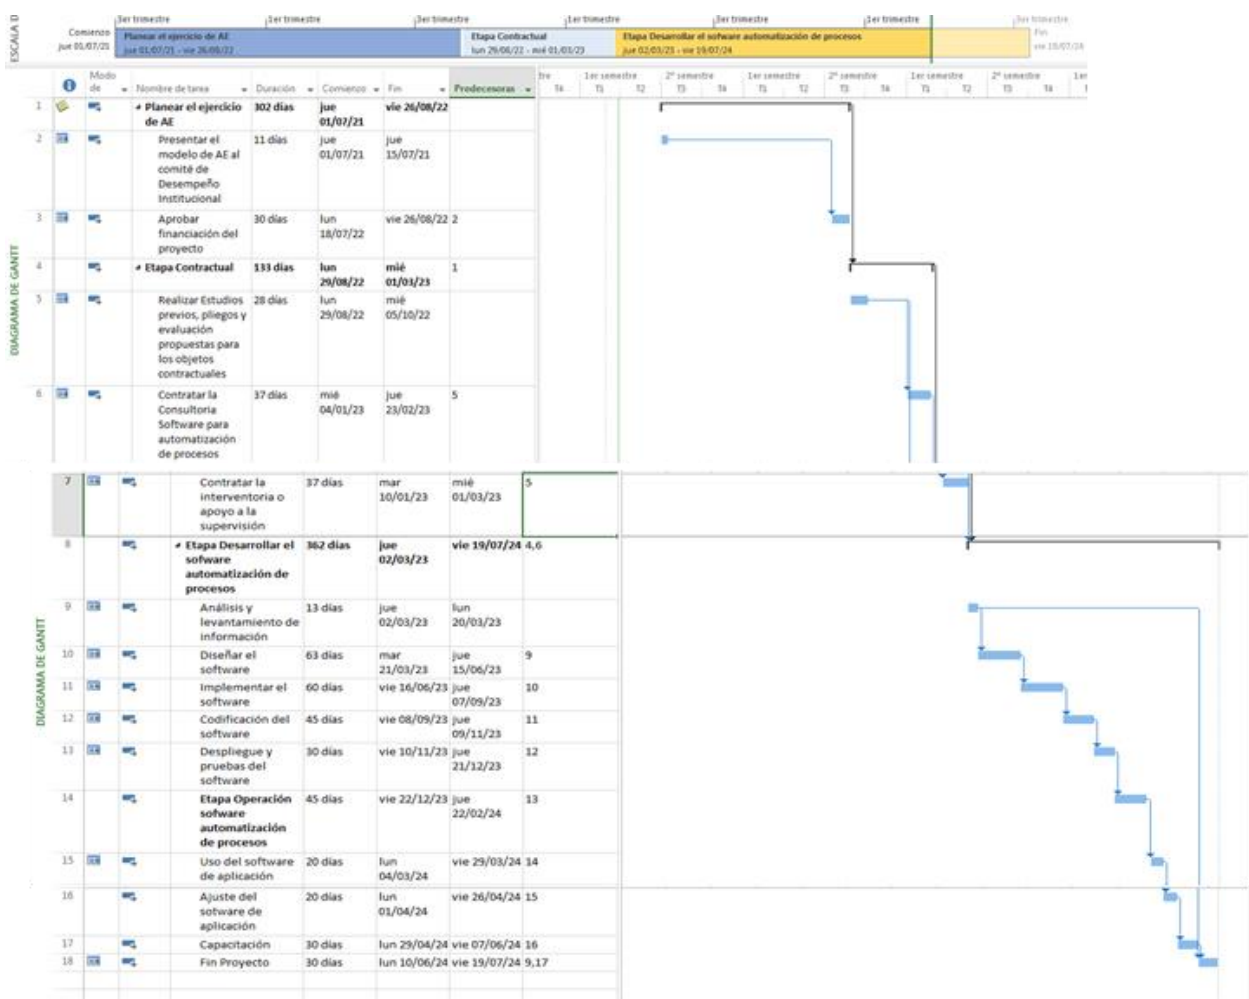 ESCALA D
3er trimestre 1er trimestre 3er trimestre 1er trimestre 3er trimestre 1er trimestre 3er trimestre
Comienzo
jue 01/07/21
Planear el ejercicio de AE
jue 01/07/21 - vie 26/08/22
Etapa Contractual
lun 29/08/22 - mié 01/03/23
Etapa Desarrollar el sofware automatización de procesos
jue 02/03/23 - vie 19/07/24
Fin
vie 19/07/24
DIAGRAMA DE GANTT
Modo de
Nombre de tarea Duración Comienzo Fin Predecesoras
tre 1er semestre 2° semestre 1er semestre 2° semestre 1er semestre 2° semestre 1er
T4 T1 T2 T3 T4 T1 T2 T3 T4 T1 T2 T3 T4 T1
1 Planear el ejercicio 302 días jue vie 26/08/22
de AE 01/07/21
2 Presentar el 11 días jue jue
modelo de AE al 01/07/21 15/07/21
comité de
Desempeño
Institucional
3 Aprobar 30 días lun vie 26/08/22 2
financiación del 18/07/22
proyecto
4 Etapa Contractual 133 días lun mié 1
29/08/22 01/03/23
5 Realizar Estudios 28 días lun mié
previos, pliegos y 29/08/22 05/10/22
evaluación
propuestas para
los objetos
contractuales
6 Contratar la 37 días mié jue 5
Consultoria 04/01/23 23/02/23
Software para
automatización
de procesos
DIAGRAMA DE GANTT
7 Contratar la 37 días mar mié 5
interventoria o 10/01/23 01/03/23
apoyo a la
supervisión
8 Etapa Desarrollar el 362 días jue vie 19/07/24 4,6
sofware 02/03/23
automatización de
procesos
9 Análisis y 13 días jue lun
levantamiento de 02/03/23 20/03/23
información
10 Diseñar el 63 días mar jue 9
software 21/03/23 15/06/23
11 Implementar el 60 días vie 16/06/23 jue 10
software 07/09/23
12 Codificación del 45 días vie 08/09/23 jue 11
software 09/11/23
13 Despliegue y 30 días vie 10/11/23 jue 12
pruebas del 21/12/23
software
14 Etapa Operación 45 días vie 22/12/23 jue 13
sofware 22/02/24
automatización
de procesos
15 Uso del software 20 días lun vie 29/03/24 14
de aplicación 04/03/24
16 Ajuste del 20 días lun vie 26/04/24 15
sotware de 01/04/24
aplicación
17 Capacitación 30 días lun 29/04/24 vie 07/06/24 16
18 Fin Proyecto 30 días lun 10/06/24 vie 19/07/24 9,17